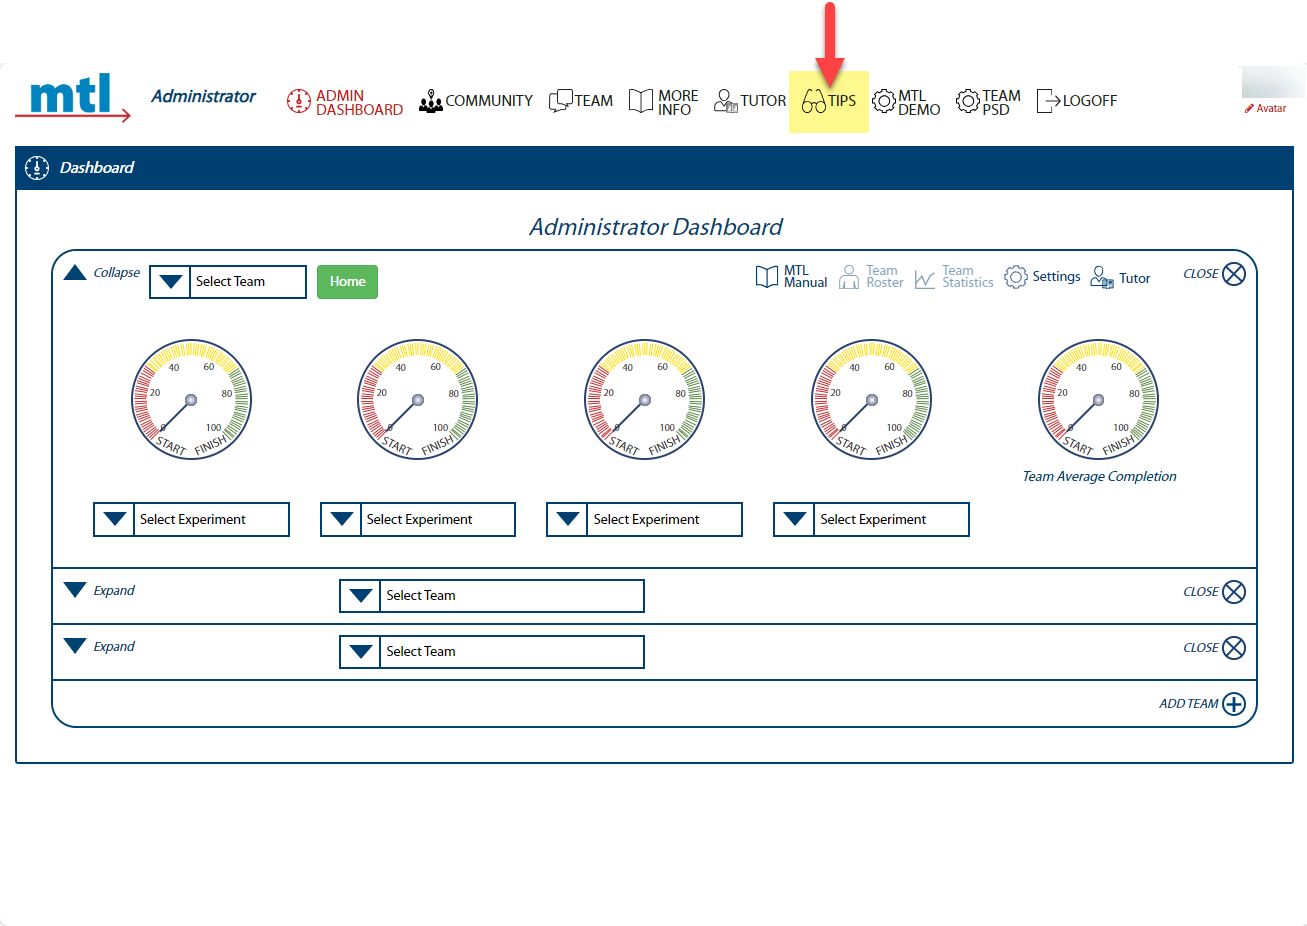 mtl
Administrator
ADMIN
DASHBOARD
COMMUNITY
TEAM
MORE
INFO
TUTOR
TIPS
MTL
DEMO
TEAM
PSD
LOGOFF
Avatar
Dashboard
Administrator Dashboard
Collapse
Select Team
Home
MTL
Manual
Team
Roster
Team
Statistics
Settings
Tutor
CLOSE
0 20 40 60 80 100
START FINISH
0 20 40 60 80 100
START FINISH
0 20 40 60 80 100
START FINISH
0 20 40 60 80 100
START FINISH
0 20 40 60 80 100
START FINISH
Team Average Completion
Select Experiment
Select Experiment
Select Experiment
Select Experiment
Expand
Select Team
CLOSE
Expand
Select Team
CLOSE
ADD TEAM